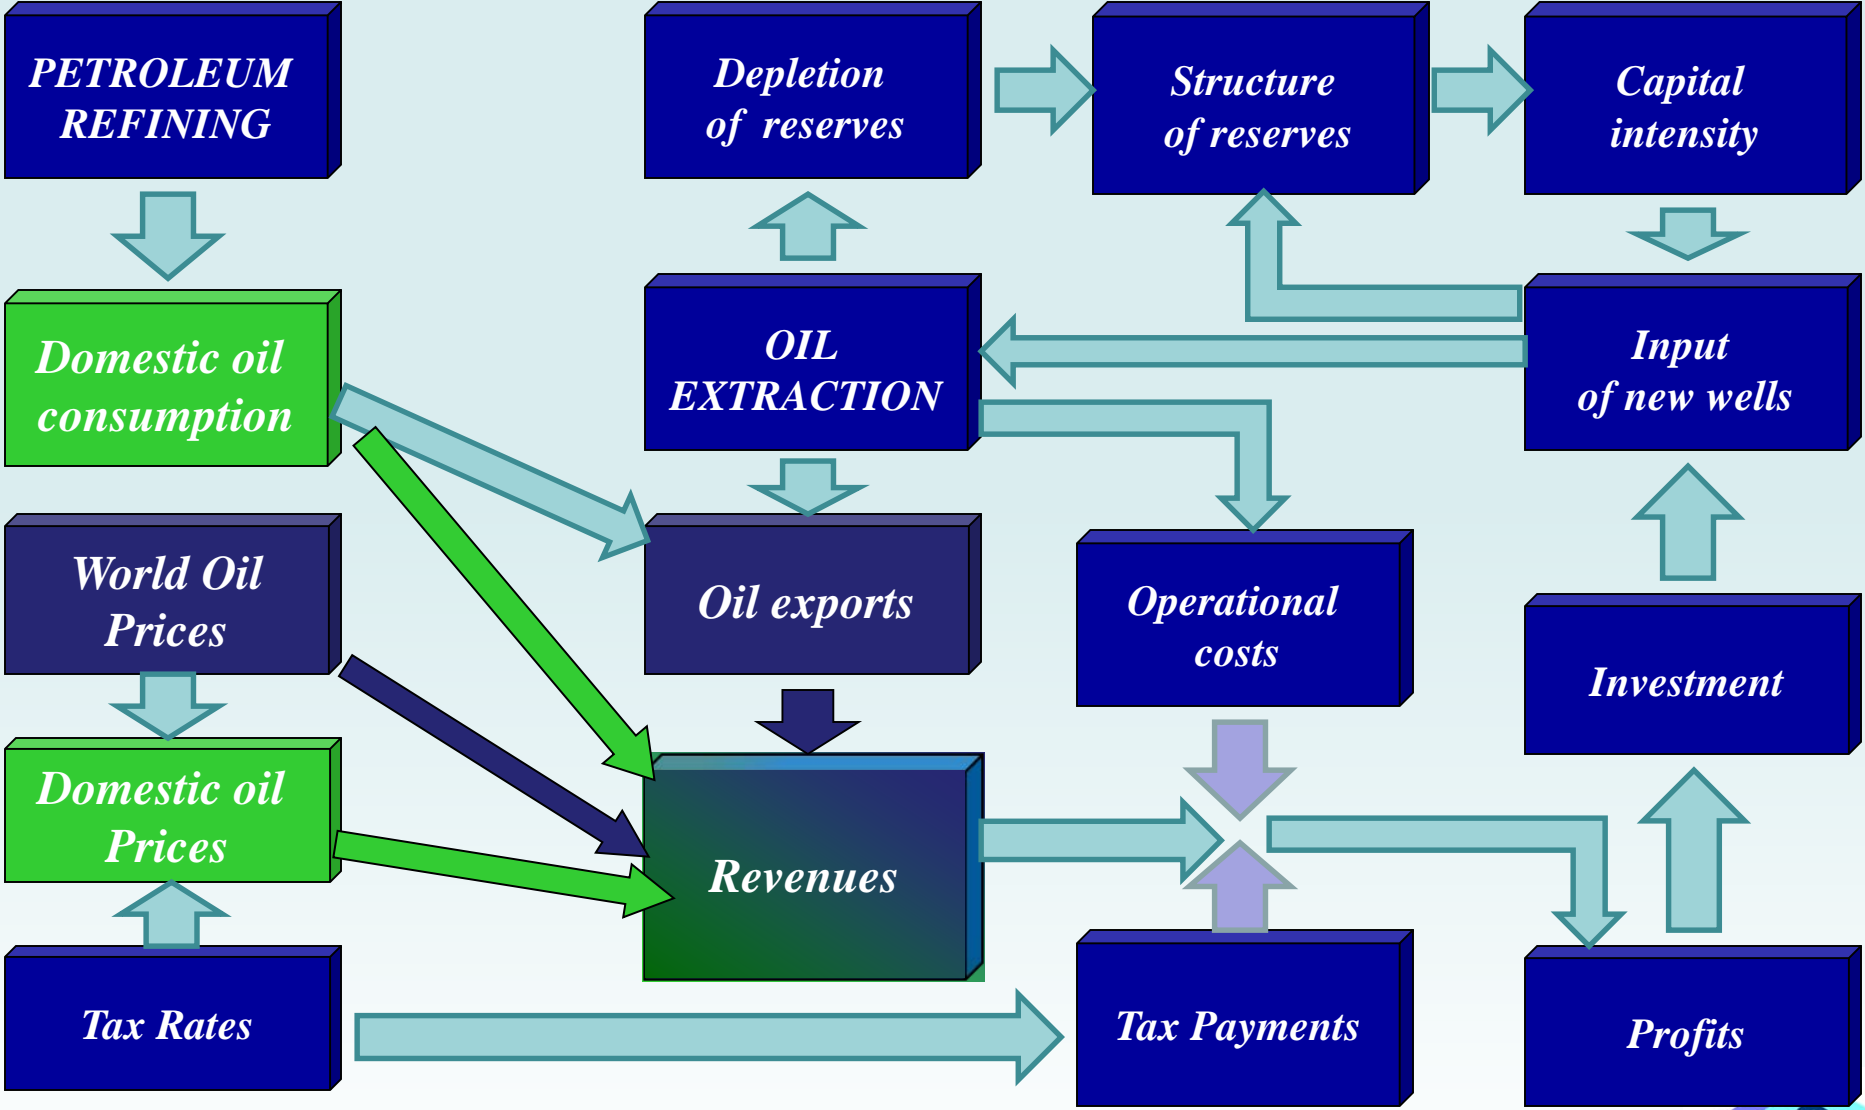 PETROLEUM
REFINING
Depletion
of reserves
Structure
of reserves
Capital
intensity
Domestic oil
consumption
OIL
EXTRACTION
Input
of new wells
World Oil
Prices
Oil exports
Operational
costs
Investment
Domestic oil
Prices
Revenues
Tax Rates
Tax Payments
Profits